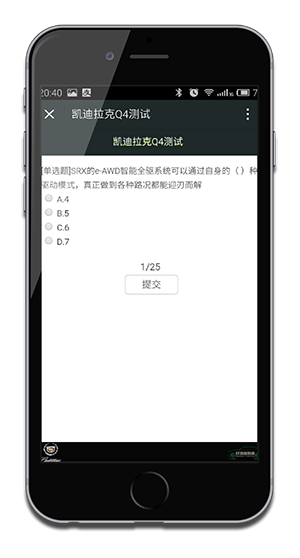 20:40
7
凯迪拉克Q4测试
凯迪拉克Q4测试
[单选题]SRX的e-AWD智能全驱系统可以通过自身的（ ）种
驱动模式，真正做到各种路况都能迎刃而解
A.4
B.5
C.6
D.7
1/25
提交